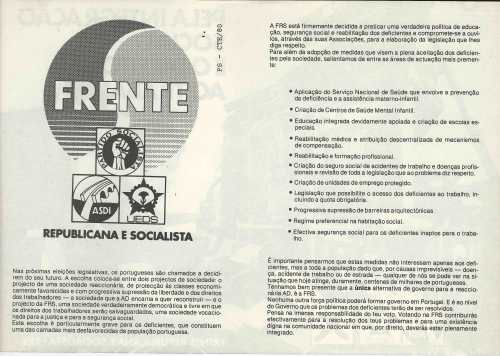 PS - CTB/80
FRENTE
PARTIDO SOCIALISTA
ASDI
UEDS
REPUBLICANA E SOCIALISTA
Nas próximas eleições legislativas, os portugueses são chamados a decidi-
rem do seu futuro. A escolha coloca-se entre dois projectos de sociedade: o
projecto de uma sociedade reaccionária, de protecção às classes economi-
camente favorecidas e com progressiva supressão da liberdade e dos direitos
dos trabalhadores — a sociedade que a AD encarna e quer reconstruir — e o
projecto da FRS, uma sociedade verdadeiramente democrática e livre em que
os direitos dos trabalhadores serão salvaguardados, uma sociedade vocacio-
nada para a justiça e para a segurança social.
Esta escolha é particularmente grave para os deficientes, que constituem
uma das camadas mais desfavorecidas da população portuguesa.
A FRS está firmemente decidida a praticar uma verdadeira política de educa-
ção, segurança social e reabilitação dos deficientes e compromete-se a ouvi-
los, através das suas Associações, para a elaboração da legislação que lhes
diga respeito.
Para além da adopção de medidas que visem a plena aceitação dos deficien-
tes pela sociedade, salientamos de entre as áreas de actuação mais premen-
te:
• Aplicação do Serviço Nacional de Saúde que envolve a prevenção
da deficiência e a assistência materno-infantil.
• Criação de Centros de Saúde Mental Infantil.
• Educação integrada devidamente apoiada e criação de escolas es-
peciais.
• Reabilitação médica e atribuição descentralizada de mecanismos
de compensação.
• Reabilitação e formação profissional.
• Criação do seguro social de acidentes de trabalho e doenças profis-
sionais e revisão de toda a legislação que ao problema diz respeito.
• Criação de unidades de emprego protegido.
• Legislação que possibilite o acesso dos deficientes ao trabalho, in-
cluindo a quota obrigatória.
• Progressiva supressão de barreiras arquitectónicas.
• Regime preferencial na habitação social.
• Efectiva segurança social para os deficientes inaptos para o traba-
lho.
É importante pensarmos que estas medidas não interessam apenas aos defi-
cientes, mas a toda a população dado que, por causas imprevisíveis — doen-
ça, acidente de trabalho ou de estrada — qualquer de nós se pode ver na si-
tuação que hoje atinge, duramente, centenas de milhares de portugueses.
Tenhamos bem presente que a única alternativa de governo para a reaccio-
nária AD, é a FRS.
Nenhuma outra força política poderá formar governo em Portugal. E é ao nível
do Governo que os problemas dos deficientes terão de ser resolvidos.
Pensa na imensa responsabilidade do teu voto. Votando na FRS contribuirás
efectivamente para a resolução dos teus problemas e para uma existência
digna na comunidade nacional em que, por direito, deverás estar plenamente
integrado.